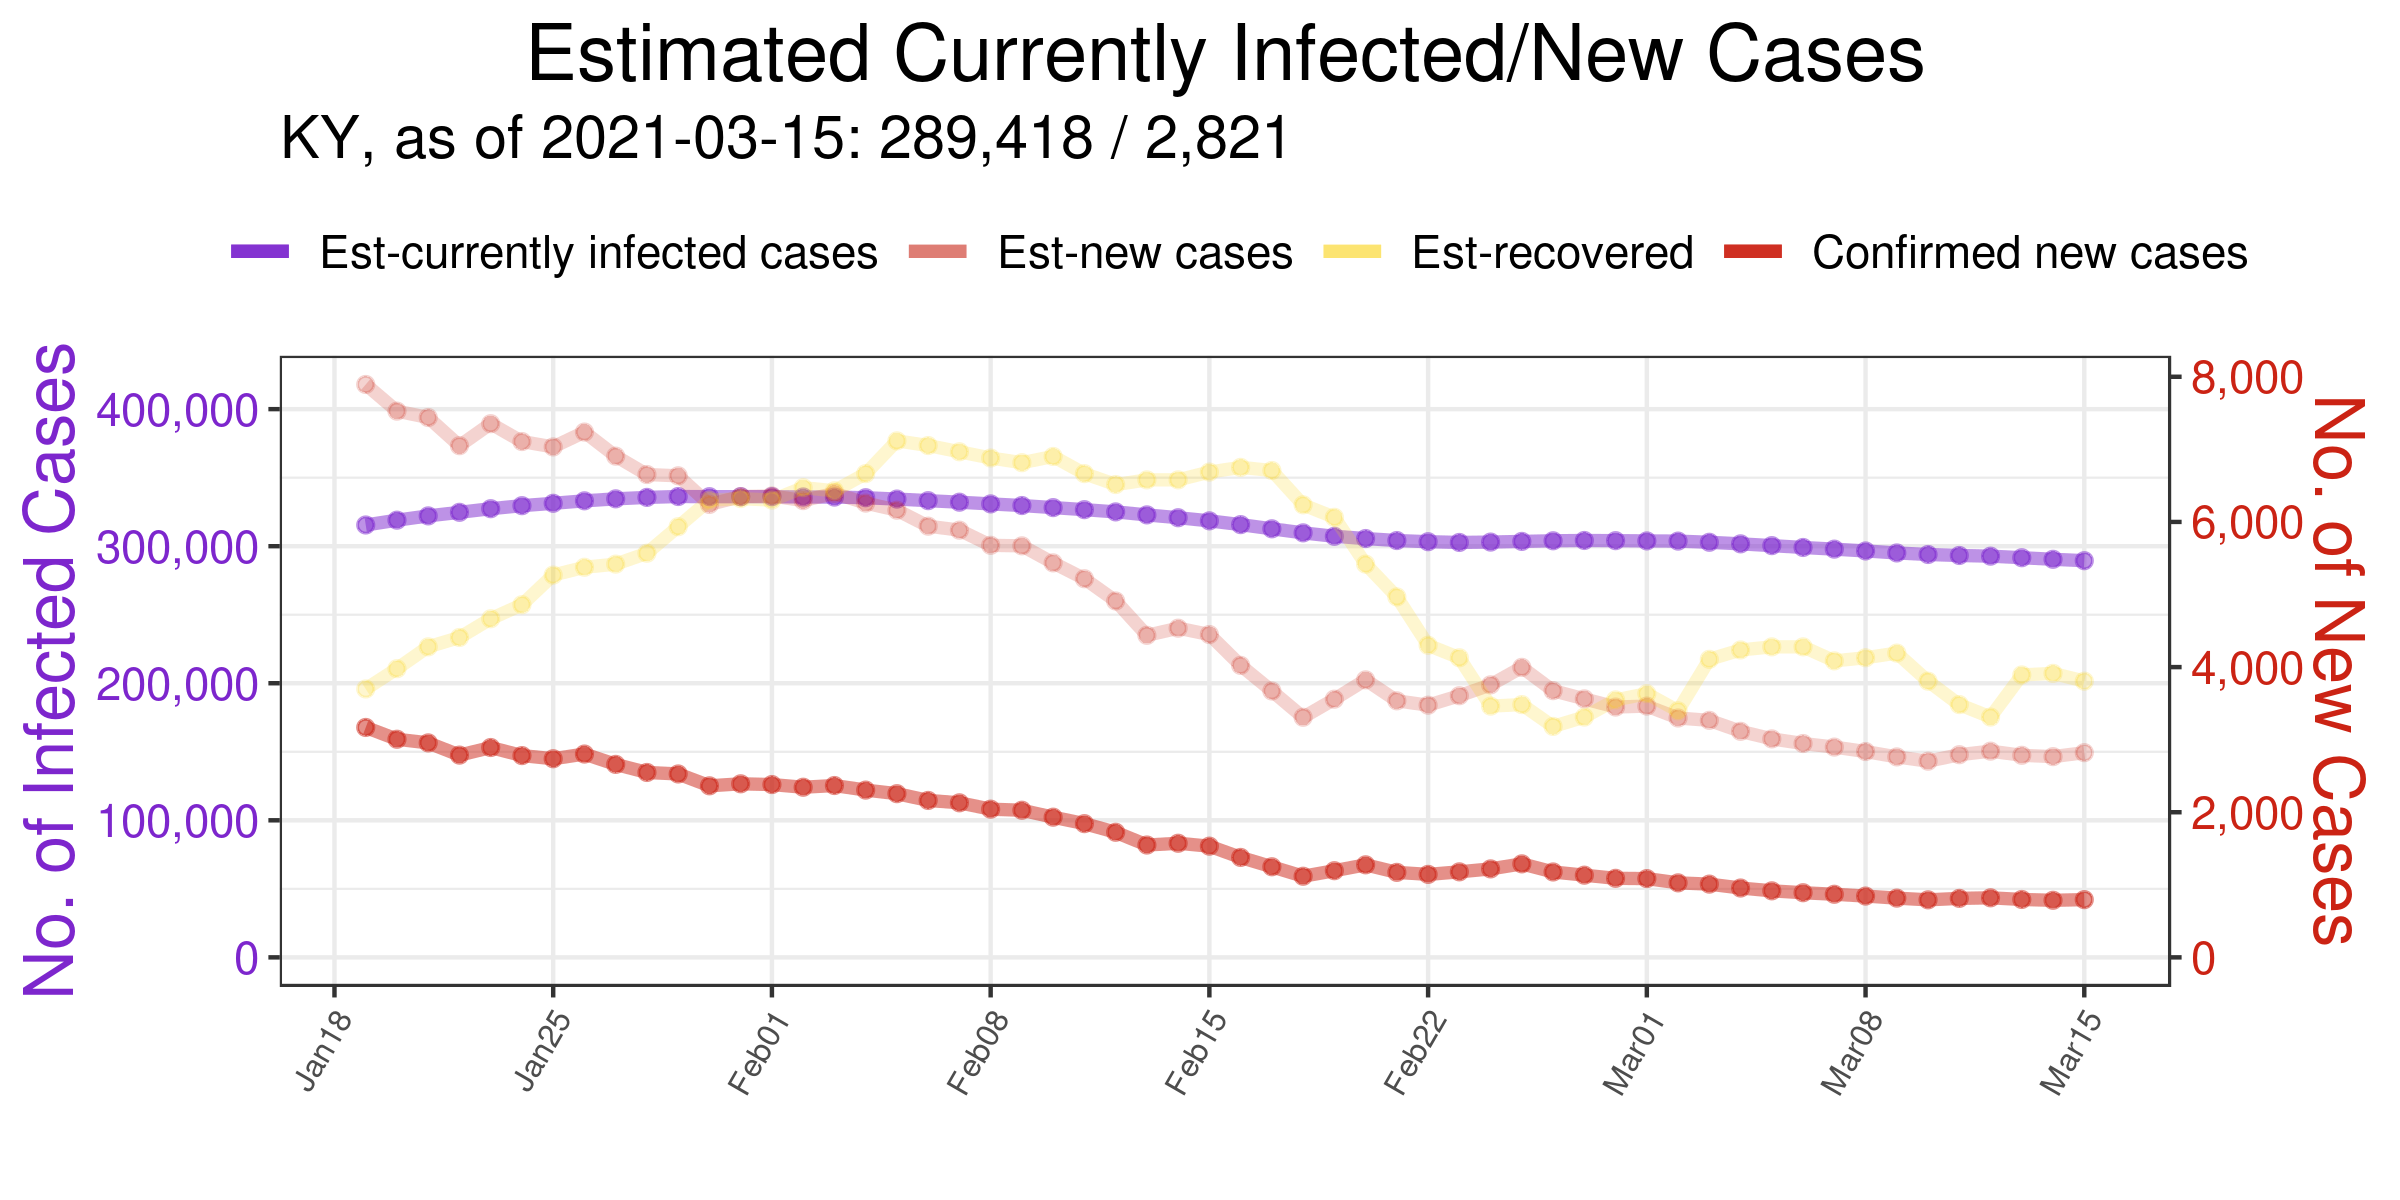 Estimated Currently Infected/New Cases
KY, as of 2021-03-15: 289,418 / 2,821
Est-currently infected cases Est-new cases Est-recovered Confirmed new cases
No. of Infected Cases
400,000
300,000
200,000
100,000
0
8,000
6,000
4,000
2,000
0
No. of New Cases
Jan18 Jan25 Feb01 Feb08 Feb15 Feb22 Mar01 Mar08 Mar15